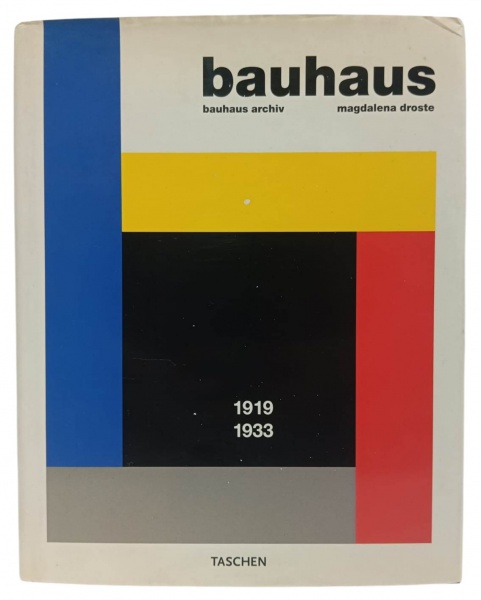 bauhaus
bauhaus archiv magdalena droste
1919
1933
TASCHEN